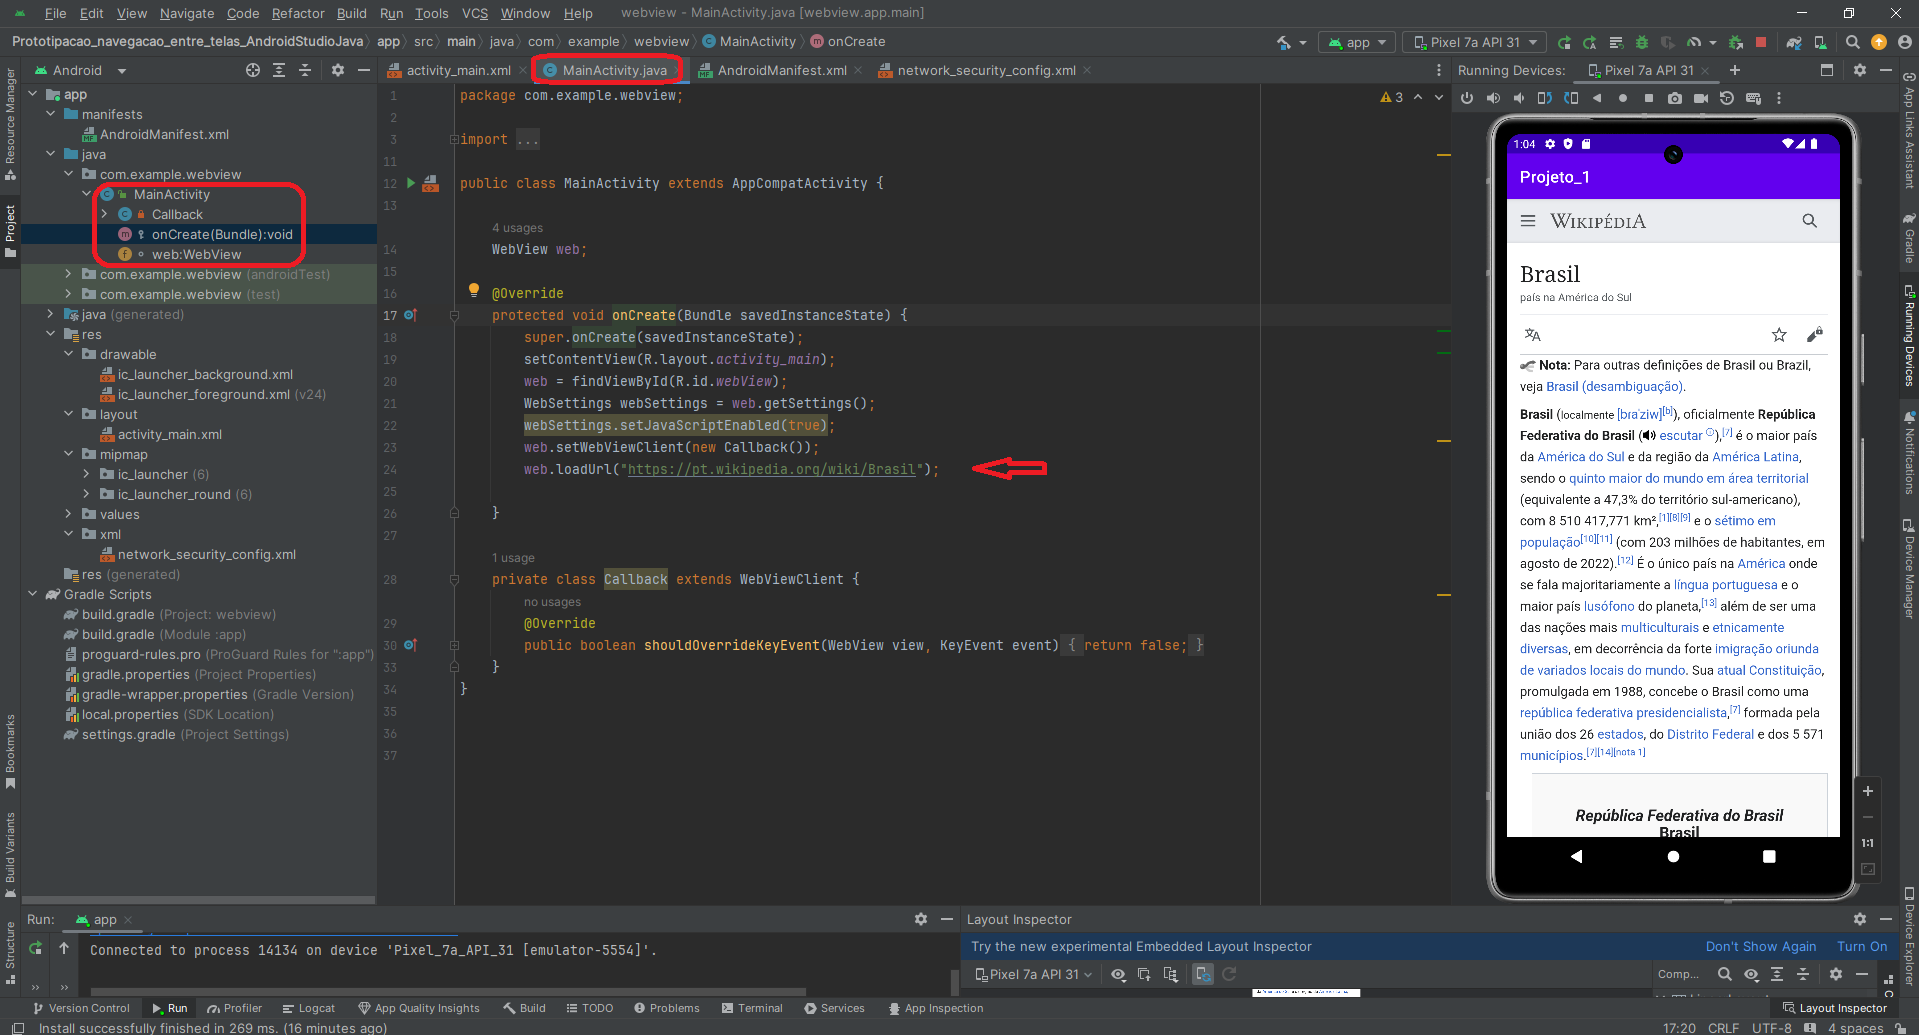 File Edit View Navigate Code Refactor Build Run Tools VCS Window Help webview - MainActivity.java [webview.app.main]
Prototipacao_navegacao_entre_telas_AndroidStudioJava app src main java com example webview MainActivity onCreate
app Pixel 7a API 31
Android
activity_main.xml MainActivity.java AndroidManifest.xml network_security_config.xml
Running Devices: Pixel 7a API 31
Resource Manager
Project
Bookmarks
Build Variants
Structure
app
manifests
AndroidManifest.xml
java
com.example.webview
MainActivity
Callback
onCreate(Bundle):void
web:WebView
com.example.webview (androidTest)
com.example.webview (test)
java (generated)
res
drawable
ic_launcher_background.xml
ic_launcher_foreground.xml (v24)
layout
activity_main.xml
mipmap
ic_launcher (6)
ic_launcher_round (6)
values
xml
network_security_config.xml
res (generated)
Gradle Scripts
build.gradle (Project: webview)
build.gradle (Module :app)
proguard-rules.pro (ProGuard Rules for ":app")
gradle.properties (Project Properties)
gradle-wrapper.properties (Gradle Version)
local.properties (SDK Location)
settings.gradle (Project Settings)
3
1 package com.example.webview;
2
3 import ...
11
12 public class MainActivity extends AppCompatActivity {
13
4 usages
14 WebView web;
15
16 @Override
17 protected void onCreate(Bundle savedInstanceState) {
18 super.onCreate(savedInstanceState);
19 setContentView(R.layout.activity_main);
20 web = findViewById(R.id.webView);
21 WebSettings webSettings = web.getSettings();
22 webSettings.setJavaScriptEnabled(true);
23 web.setWebViewClient(new Callback());
24 web.loadUrl("https://pt.wikipedia.org/wiki/Brasil");
25
26 }
27
1 usage
28 private class Callback extends WebViewClient {
no usages
29 @Override
30 public boolean shouldOverrideKeyEvent(WebView view, KeyEvent event) { return false; }
33 }
34 }
35
36
37
1:04
Projeto_1
WIKIPÉDIA
Brasil
país na América do Sul
Nota: Para outras definições de Brasil ou Brazil,
veja Brasil (desambiguação).
Brasil (localmente [bɾaˈziw][b]), oficialmente República
Federativa do Brasil ( escutar ⓘ),[7] é o maior país
da América do Sul e da região da América Latina,
sendo o quinto maior do mundo em área territorial
(equivalente a 47,3% do território sul-americano),
com 8 510 417,771 km²,[1][8][9] e o sétimo em
população[10][11] (com 203 milhões de habitantes, em
agosto de 2022).[12] É o único país na América onde
se fala majoritariamente a língua portuguesa e o
maior país lusófono do planeta,[13] além de ser uma
das nações mais multiculturais e etnicamente
diversas, em decorrência da forte imigração oriunda
de variados locais do mundo. Sua atual Constituição,
promulgada em 1988, concebe o Brasil como uma
república federativa presidencialista,[7] formada pela
união dos 26 estados, do Distrito Federal e dos 5 571
municípios.[7][14][nota 1]
República Federativa do Brasil
Brasil
1:1
App Links Assistant
Gradle
Running Devices
Notifications
Device Manager
Device Explorer
Run: app
Connected to process 14134 on device 'Pixel_7a_API_31 [emulator-5554]'.
Layout Inspector
Try the new experimental Embedded Layout Inspector Don't Show Again Turn On
Pixel 7a API 31 Comp...
Version Control Run Profiler Logcat App Quality Insights Build TODO Problems Terminal Services App Inspection Layout Inspector
Install successfully finished in 269 ms. (16 minutes ago) 17:20 CRLF UTF-8 4 spaces